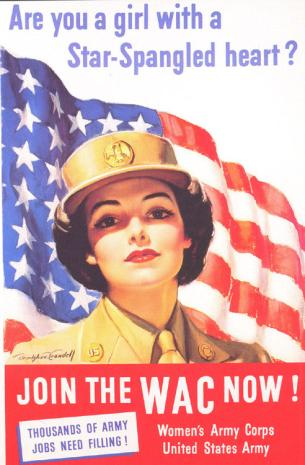 Are you a girl with a
Star-Spangled heart?
US
JOIN THE WAC NOW!
THOUSANDS OF ARMY
JOBS NEED FILLING!
Women's Army Corps
United States Army